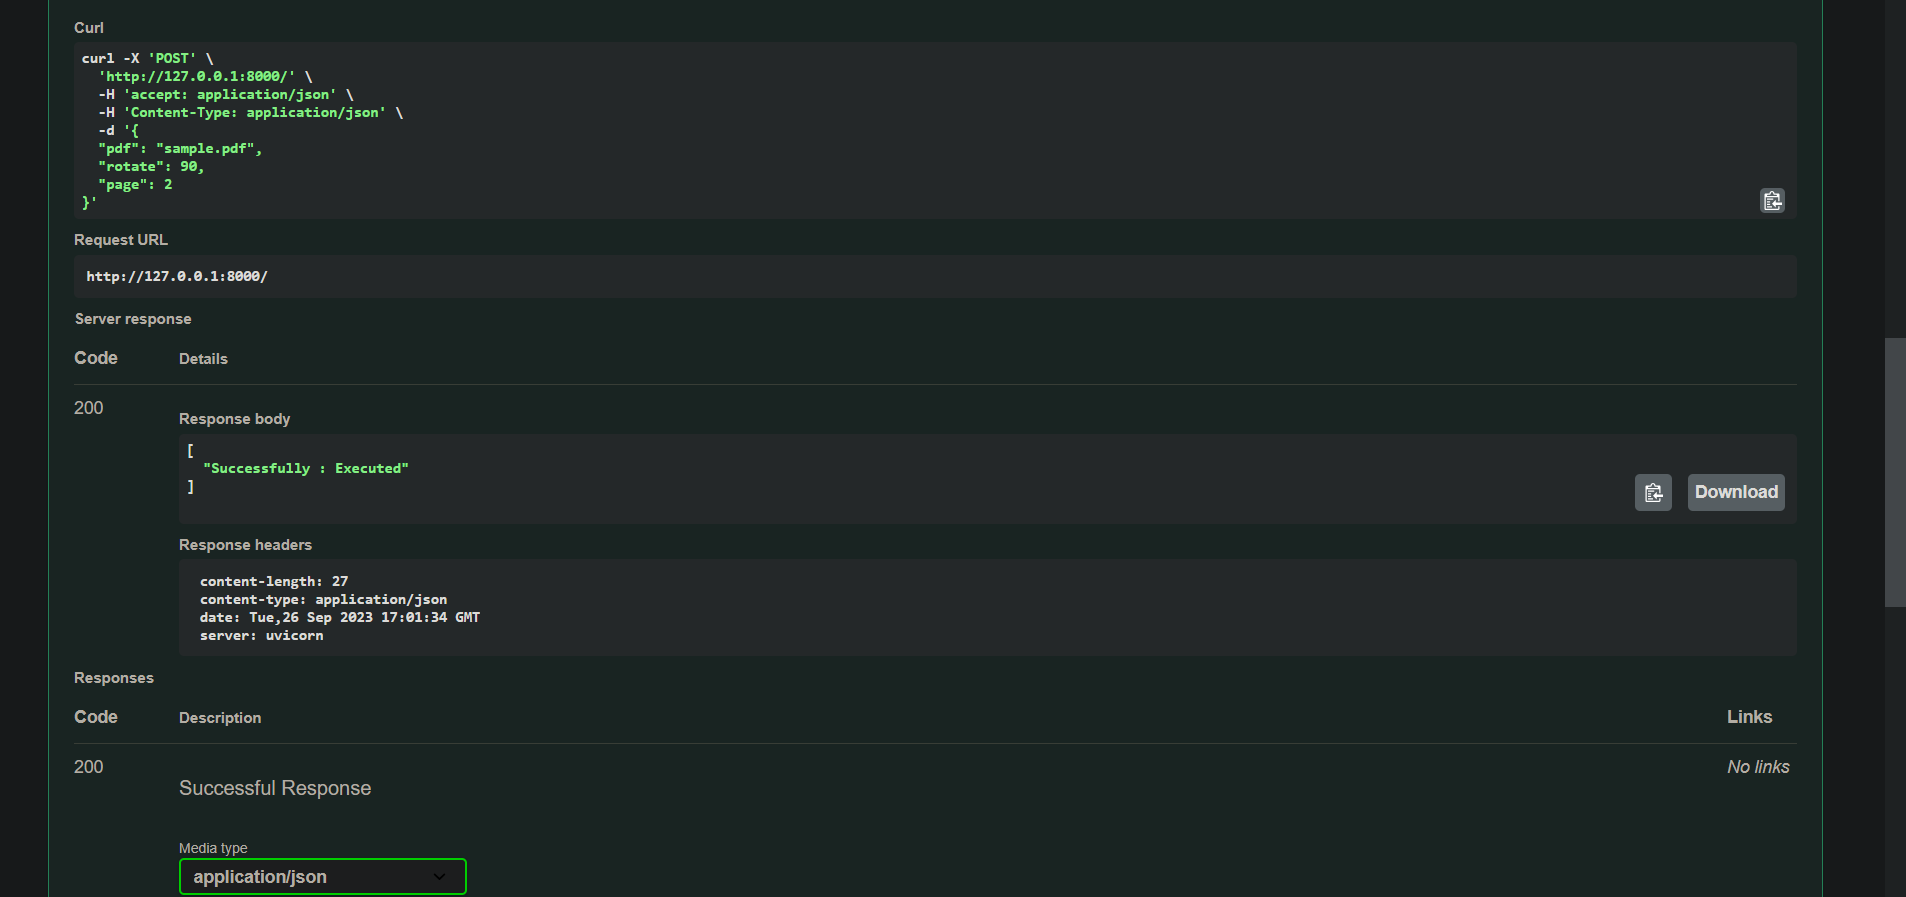 Curl
curl -X 'POST' \
'http://127.0.0.1:8000/' \
-H 'accept: application/json' \
-H 'Content-Type: application/json' \
-d '{
"pdf": "sample.pdf",
"rotate": 90,
"page": 2
}'
Request URL
http://127.0.0.1:8000/
Server response
Code Details
200
Response body
[
"Successfully : Executed"
]
Download
Response headers
content-length: 27
content-type: application/json
date: Tue,26 Sep 2023 17:01:34 GMT
server: uvicorn
Responses
Code Description Links
200 No links
Successful Response
Media type
application/json